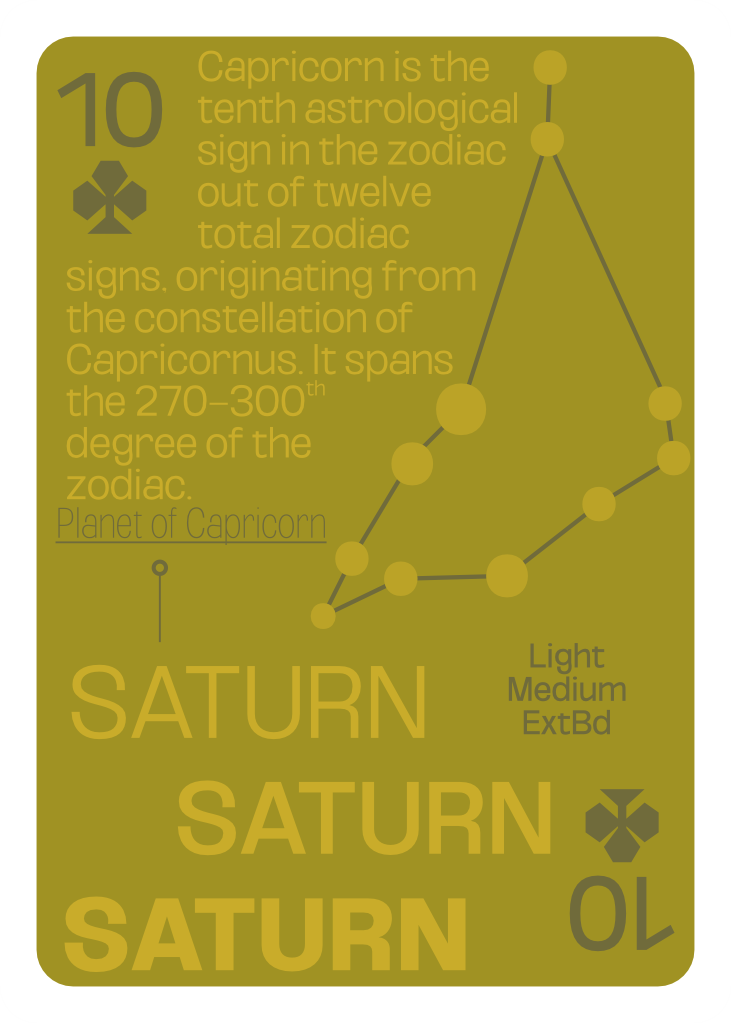 10
Capricorn is the
tenth astrological
sign in the zodiac
out of twelve
total zodiac
signs. originating from
the constellation of
Capricornus. It spans
the 270–300th
degree of the
zodiac.
Planet of Capricorn
SATURN
Light
Medium
ExtBd
SATURN
SATURN
10